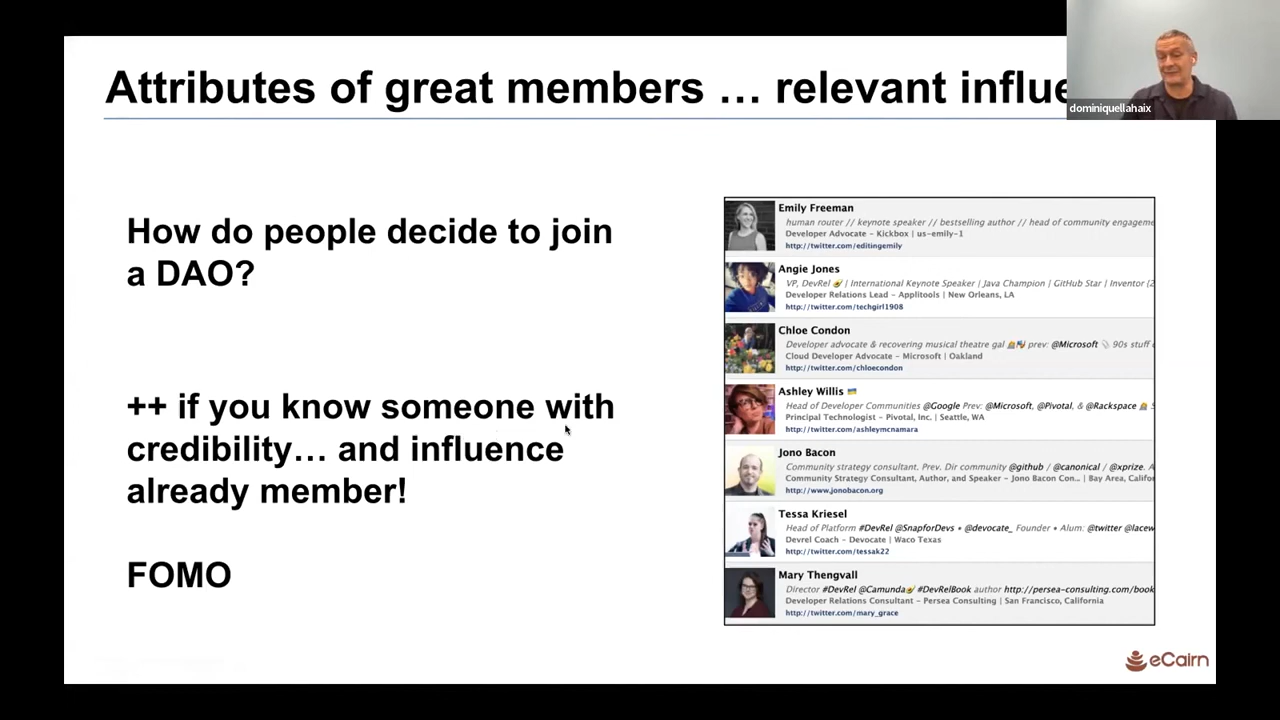 Attributes of great members … relevant influe
dominiquellahaix
How do people decide to join
a DAO?
++ if you know someone with
credibility… and influence
already member!
FOMO
Emily Freeman
human router // keynote speaker // bestselling author // head of community engageme
Developer Advocate - Kickbox | us-emily-1
http://twitter.com/editingemily
Angie Jones
VP, DevRel 🥑 | International Keynote Speaker | Java Champion | GitHub Star | Inventor (2
Developer Relations Lead - Applitools | New Orleans, LA
http://twitter.com/techgirl1908
Chloe Condon
Developer advocate & recovering musical theatre gal prev: @Microsoft 📎 90s stuff
Cloud Developer Advocate - Microsoft | Oakland
http://twitter.com/chloecondon
Ashley Willis 🇺🇦
Head of Developer Communities @Google Prev: @Microsoft, @Pivotal, & @Rackspace
Principal Technologist - Pivotal, Inc. | Seattle, WA
http://twitter.com/ashleymcnamara
Jono Bacon
Community strategy consultant. Prev. Dir community @github / @canonical / @xprize. A
Community Strategy Consultant, Author, and Speaker - Jono Bacon Con... | Bay Area, Califor
http://www.jonobacon.org
Tessa Kriesel
Head of Platform #DevRel @SnapforDevs • @devocate_ Founder • Alum: @twitter @lacew
Devrel Coach - Devocate | Waco Texas
http://twitter.com/tessak22
Mary Thengvall
Director #DevRel @Camunda🥑 #DevRelBook author http://persea-consulting.com/book
Developer Relations Consultant - Persea Consulting | San Francisco, California
http://twitter.com/mary_grace
eCairn